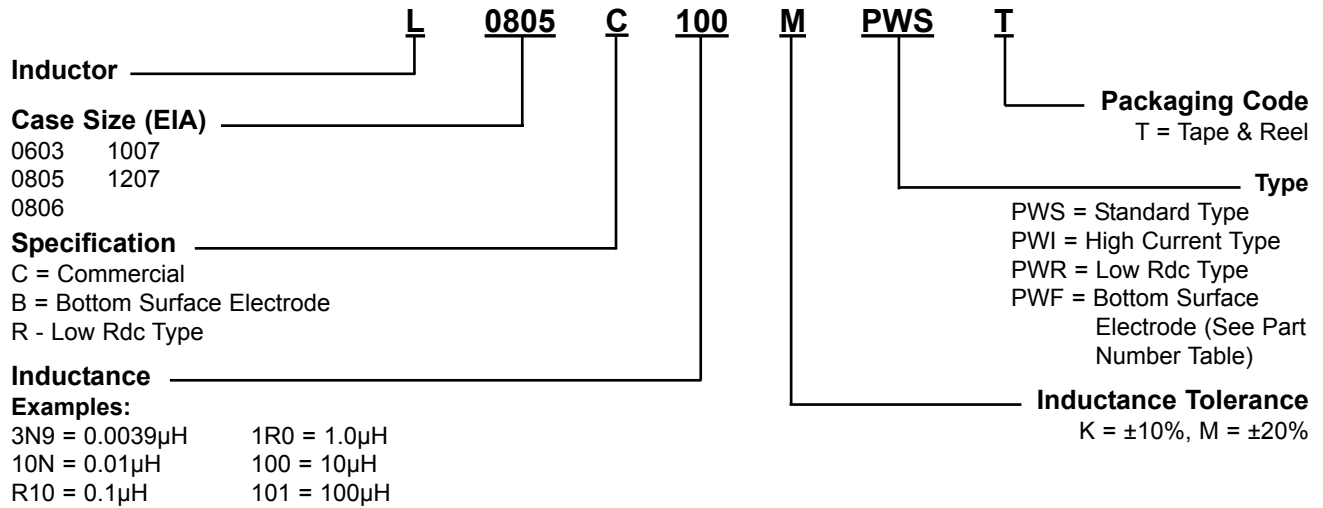 L 0805 C 100 M PWS T
Inductor
Case Size (EIA)
0603 1007
0805 1207
0806
Specification
C = Commercial
B = Bottom Surface Electrode
R - Low Rdc Type
Inductance
Examples:
3N9 = 0.0039µH 1R0 = 1.0µH
10N = 0.01µH 100 = 10µH
R10 = 0.1µH 101 = 100µH
Packaging Code
T = Tape & Reel
Type
PWS = Standard Type
PWI = High Current Type
PWR = Low Rdc Type
PWF = Bottom Surface
Electrode (See Part
Number Table)
Inductance Tolerance
K = ±10%, M = ±20%